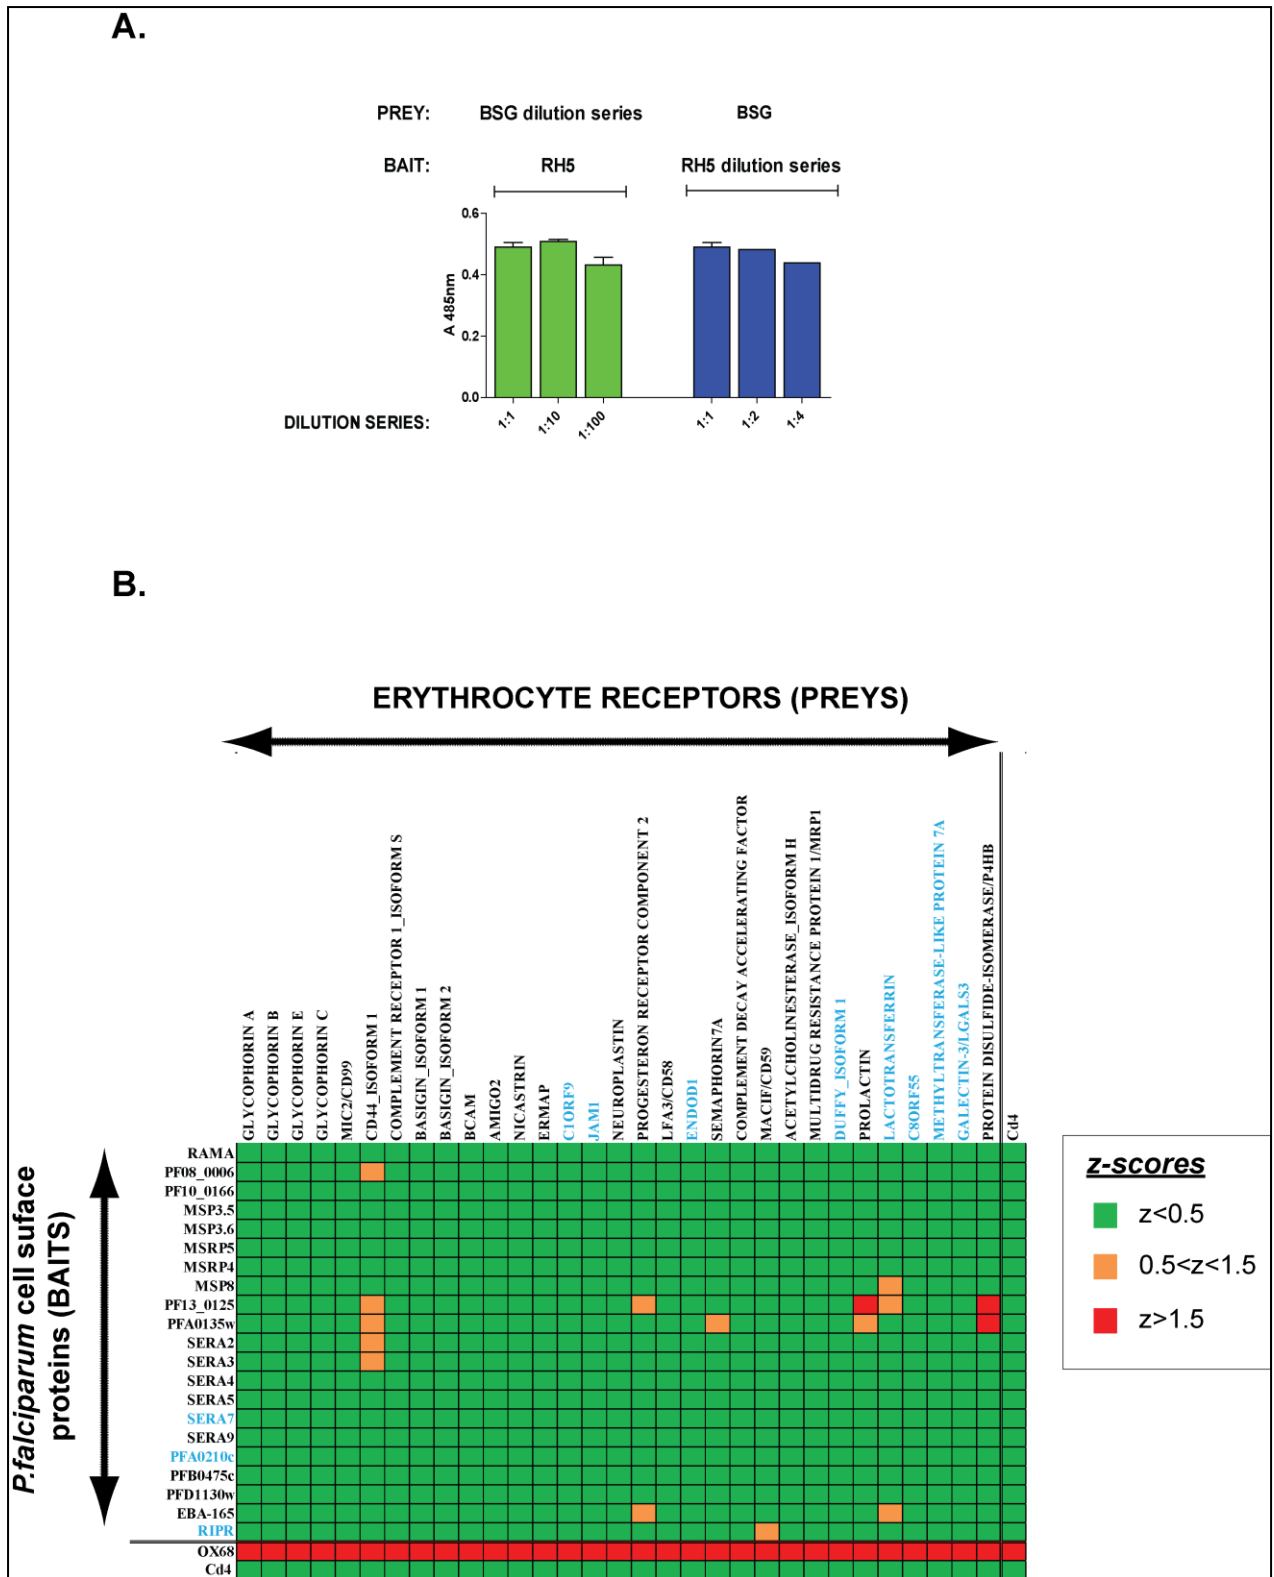 A.
PREY: BSG dilution series BSG
BAIT: RH5 RH5 dilution series
0.6
0.4
0.2
0.0
A 485nm
DILUTION SERIES: 1:1 1:10 1:100 1:1 1:2 1:4
B.
ERYTHROCYTE RECEPTORS (PREYS)
GLYCOPHORIN A
GLYCOPHORIN B
GLYCOPHORIN E
GLYCOPHORIN C
MIC2/CD99
CD44_ISOFORM 1
COMPLEMENT RECEPTOR 1_ISOFORM S
BASIGIN_ISOFORM 1
BASIGIN_ISOFORM 2
BCAM
AMIGO2
NICASTRIN
ERMAP
C1ORF9
JAM1
NEUROPLASTIN
PROGESTERON RECEPTOR COMPONENT 2
LFA3/CD58
ENDOD1
SEMAPHORIN7A
COMPLEMENT DECAY ACCELERATING FACTOR
MACIF/CD59
ACETYLCHOLINESTERASE_ISOFORM H
MULTIDRUG RESISTANCE PROTEIN 1/MRP1
DUFFY_ISOFORM 1
PROLACTIN
LACTOTRANSFERRIN
C8ORF55
METHYLTRANSFERASE-LIKE PROTEIN 7A
GALECTIN-3/LGALS3
PROTEIN DISULFIDE-ISOMERASE/P4HB
Cd4
P.falciparum cell suface
proteins (BAITS)
RAMA
PF08_0006
PF10_0166
MSP3.5
MSP3.6
MSRP5
MSRP4
MSP8
PF13_0125
PFA0135w
SERA2
SERA3
SERA4
SERA5
SERA7
SERA9
PFA0210c
PFB0475c
PFD1130w
EBA-165
RIPR
OX68
Cd4
z-scores
z<0.5
0.5<z<1.5
z>1.5